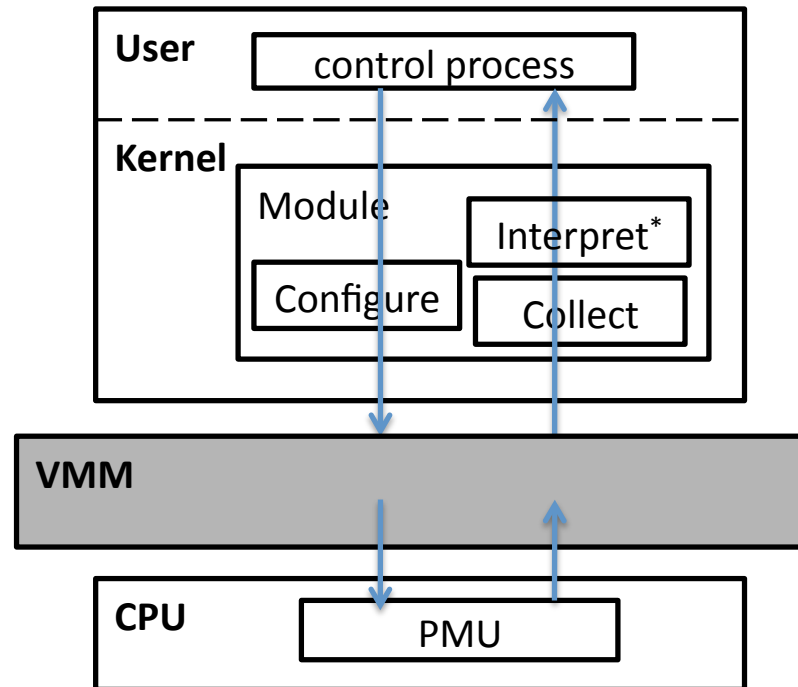 User
control process
Kernel
Module
Interpret*
Configure
Collect
VMM
CPU
PMU